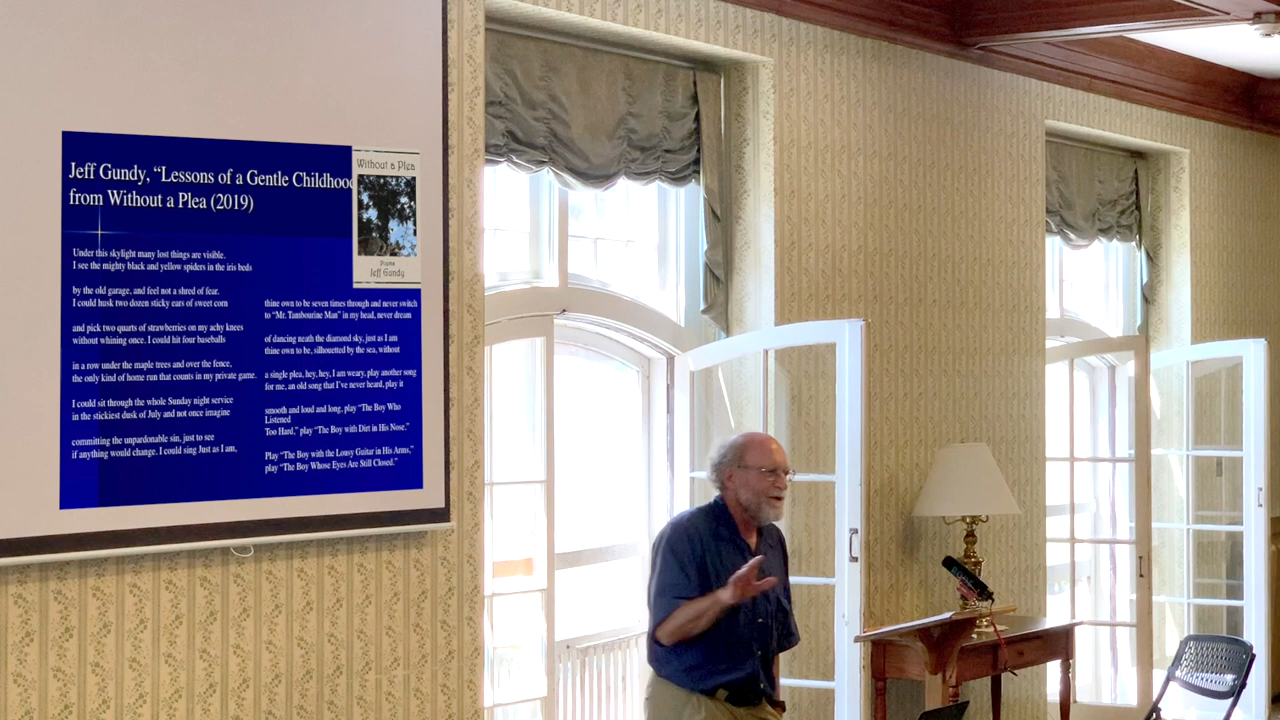 Jeff Gundy, “Lessons of a Gentle Childhood
from Without a Plea (2019)
Without a Plea
Poems
Jeff Gundy
Under this skylight many lost things are visible.
I see the mighty black and yellow spiders in the iris beds
by the old garage, and feel not a shred of fear.
I could husk two dozen sticky ears of sweet corn
and pick two quarts of strawberries on my achy knees
without whining once. I could hit four baseballs
in a row under the maple trees and over the fence,
the only kind of home run that counts in my private game.
I could sit through the whole Sunday night service
in the stickiest dusk of July and not once imagine
committing the unpardonable sin, just to see
if anything would change. I could sing Just as I am,
thine own to be seven times through and never switch
to “Mr. Tambourine Man” in my head, never dream
of dancing neath the diamond sky, just as I am
thine own to be, silhouetted by the sea, without
a single plea, hey, hey, I am weary, play another song
for me, an old song that I’ve never heard, play it
smooth and loud and long, play “The Boy Who
Listened
Too Hard,” play “The Boy with Dirt in His Nose.”
Play “The Boy with the Lousy Guitar in His Arms,”
play “The Boy Whose Eyes Are Still Closed.”